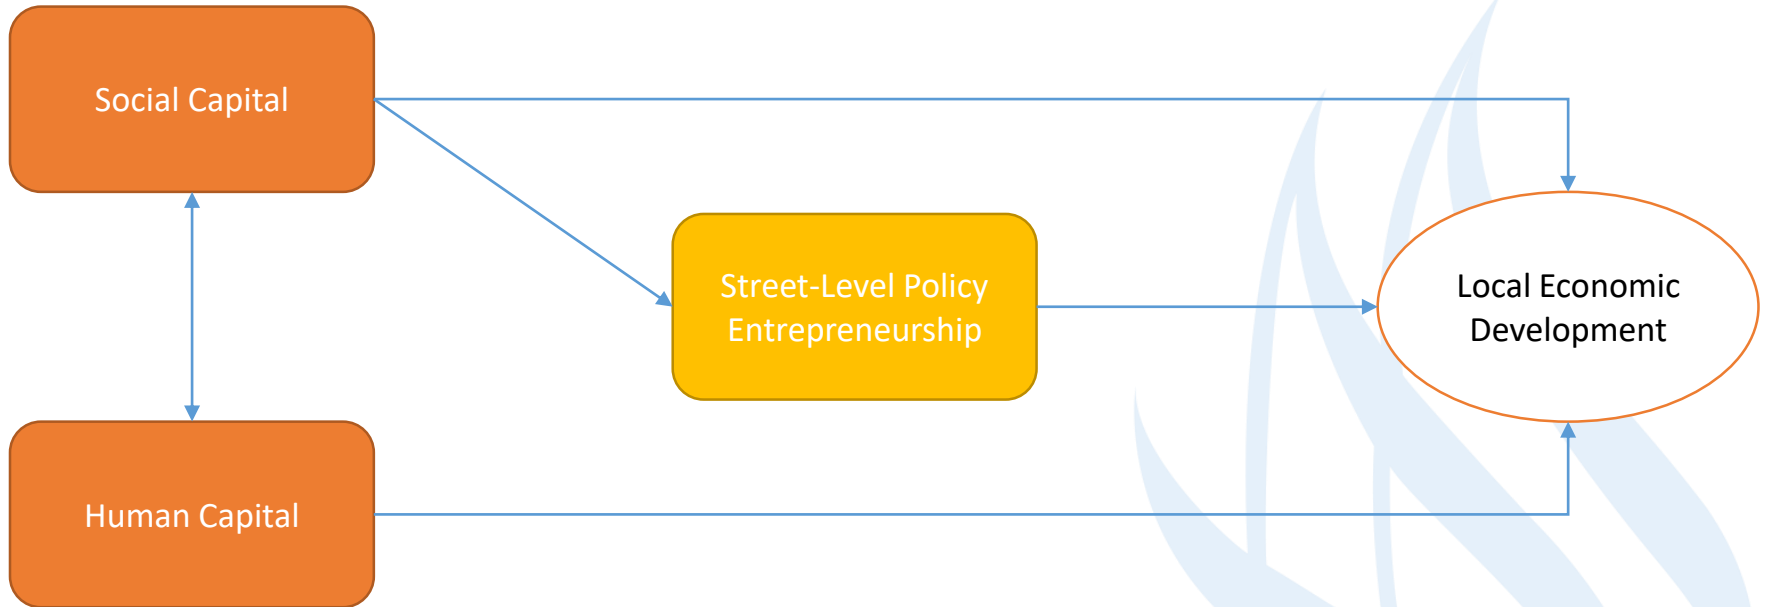 Social Capital
Street-Level Policy
Entrepreneurship
Local Economic
Development
Human Capital